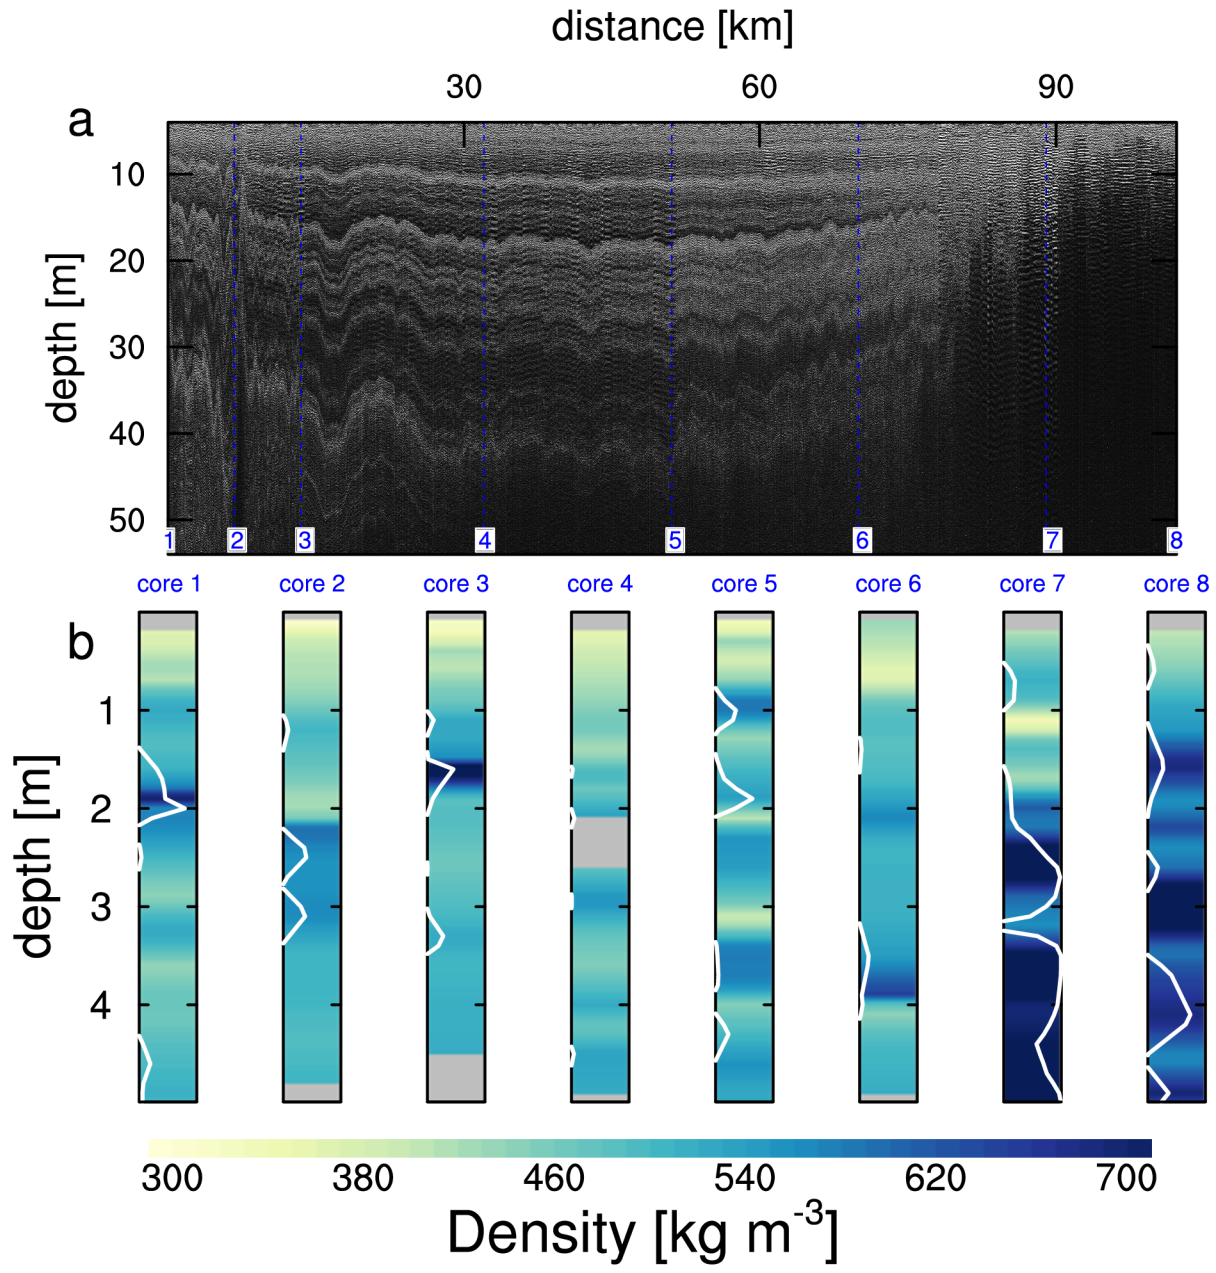 distance [km]
30 60 90
a
10
20
30
40
50
depth [m]
1 2 3 4 5 6 7 8
core 1 core 2 core 3 core 4 core 5 core 6 core 7 core 8
b
1
2
3
4
depth [m]
300 380 460 540 620 700
Density [kg m-3]